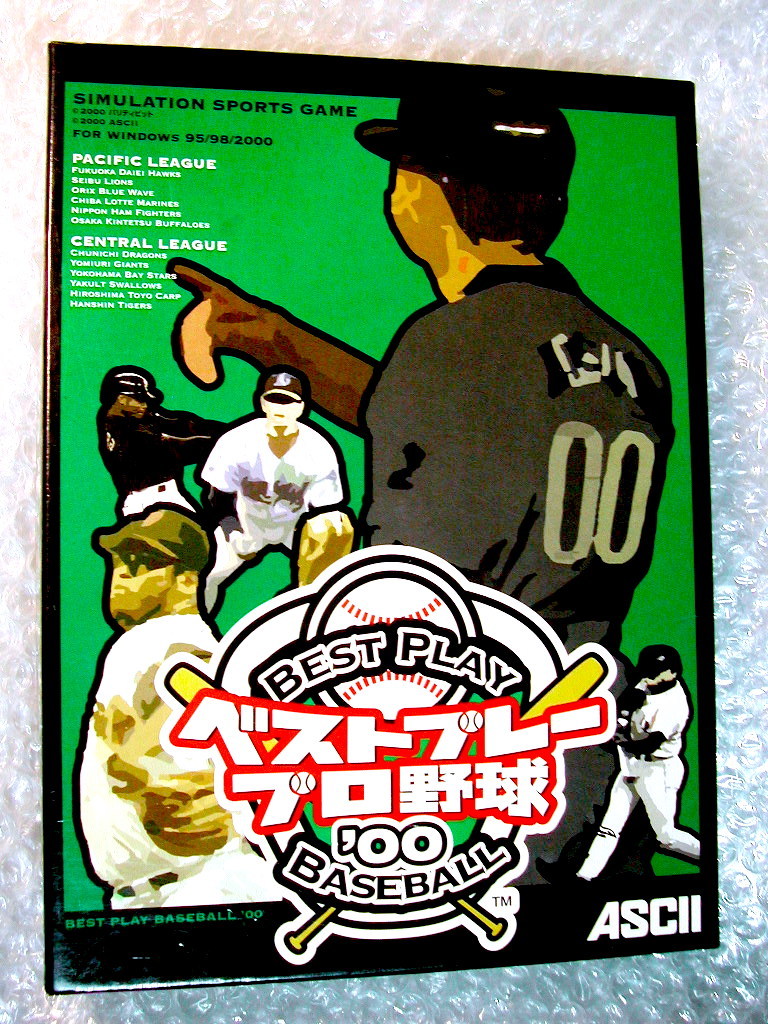 SIMULATION SPORTS GAME
©2000 パリティビット
©2000 ASCII
FOR WINDOWS 95/98/2000
PACIFIC LEAGUE
FUKUOKA DAIEI HAWKS
SEIBU LIONS
ORIX BLUE WAVE
CHIBA LOTTE MARINES
NIPPON HAM FIGHTERS
OSAKA KINTETSU BUFFALOES
CENTRAL LEAGUE
CHUNICHI DRAGONS
YOMIURI GIANTS
YOKOHAMA BAY STARS
YAKULT SWALLOWS
HIROSHIMA TOYO CARP
HANSHIN TIGERS
00
BEST PLAY
ベストプレー
プロ野球
'00
BASEBALL
TM
BEST PLAY BASEBALL '00
ASCII